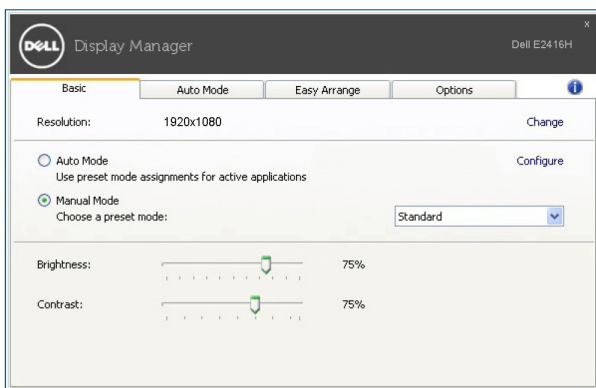 DELL Display Manager
x
Dell E2416H
Basic Auto Mode Easy Arrange Options i
Resolution: 1920x1080 Change
Auto Mode Configure
Use preset mode assignments for active applications
Manual Mode
Choose a preset mode: Standard
Brightness: 75%
Contrast: 75%